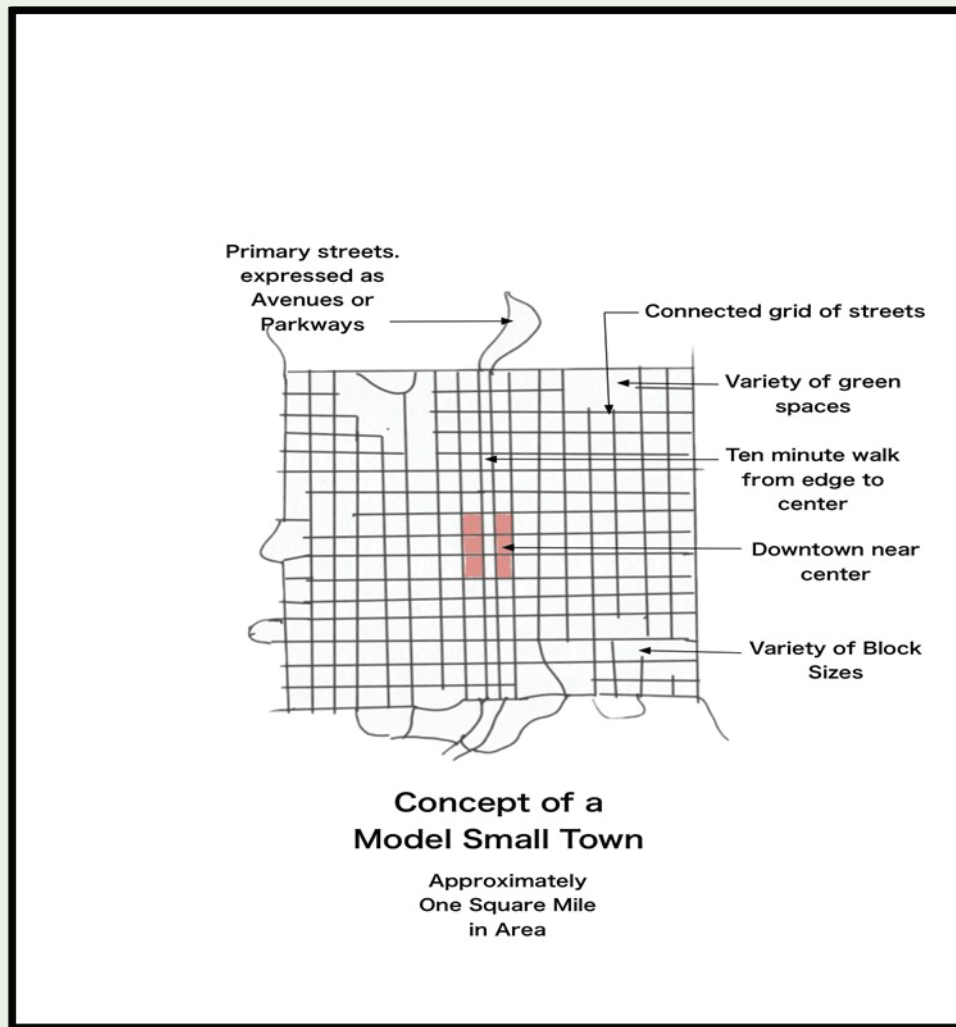 Primary streets.
expressed as
Avenues or
Parkways
Connected grid of streets
Variety of green
spaces
Ten minute walk
from edge to
center
Downtown near
center
Variety of Block
Sizes
Concept of a
Model Small Town
Approximately
One Square Mile
in Area